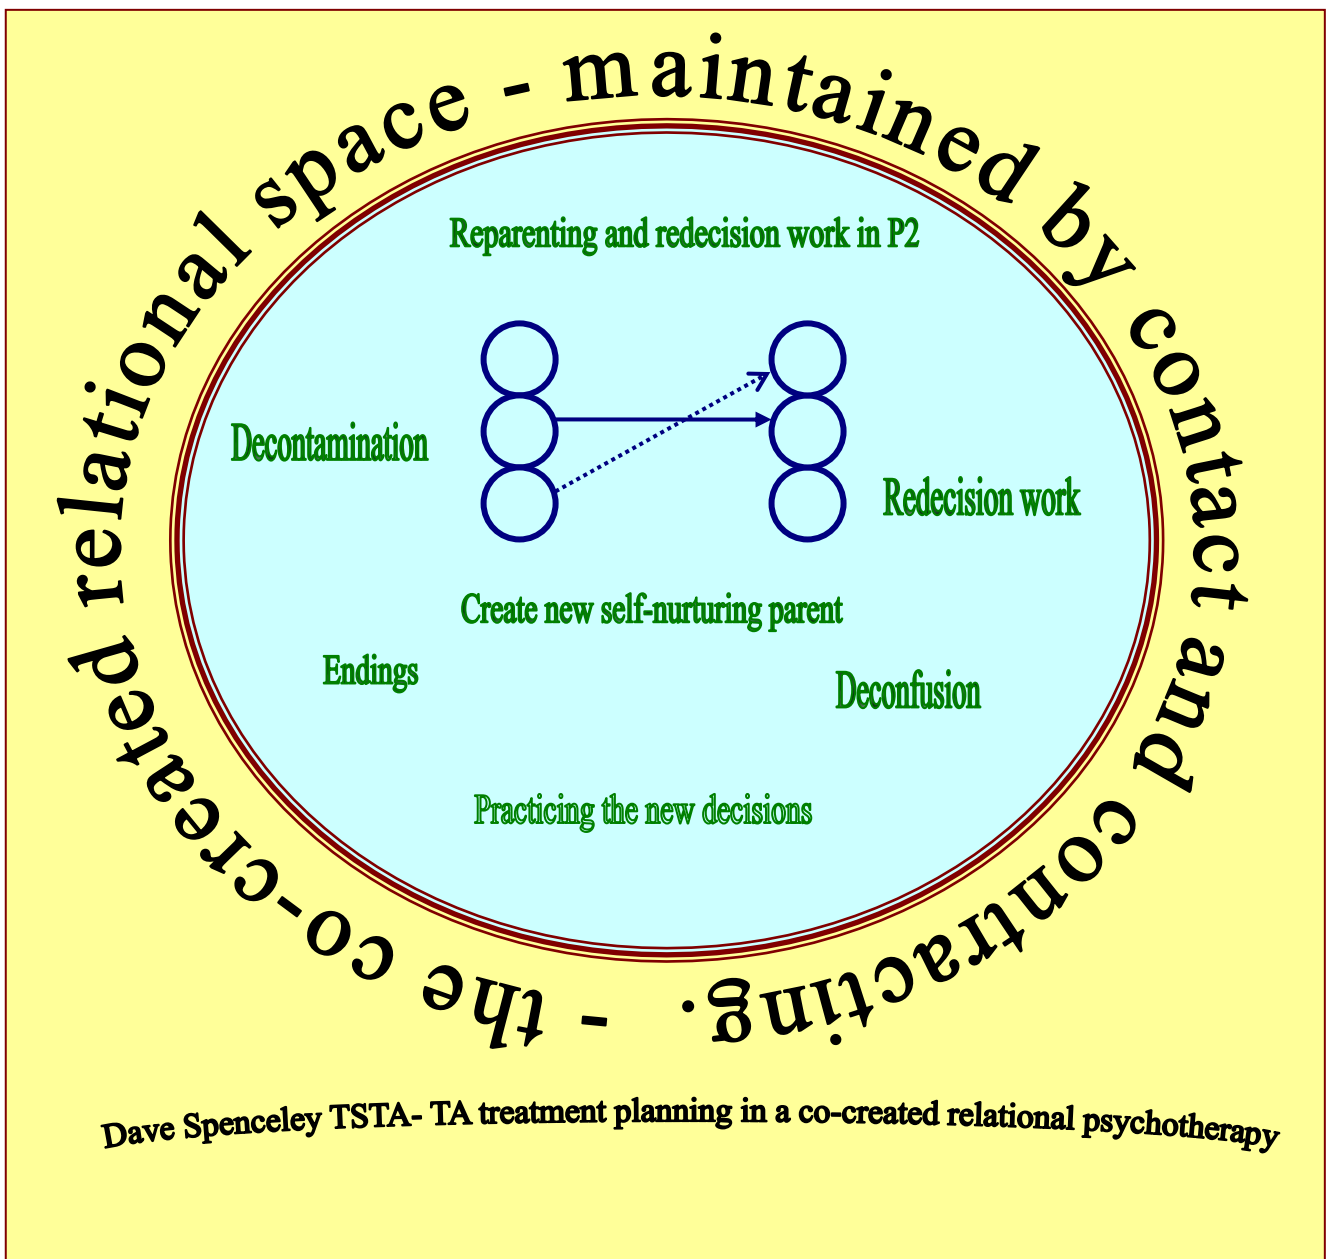 - the co-created relational space - maintained by contact and contracting.
Reparenting and redecision work in P2
Decontamination
Redecision work
Create new self-nurturing parent
Endings
Deconfusion
Practicing the new decisions
Dave Spenceley TSTA- TA treatment planning in a co-created relational psychotherapy